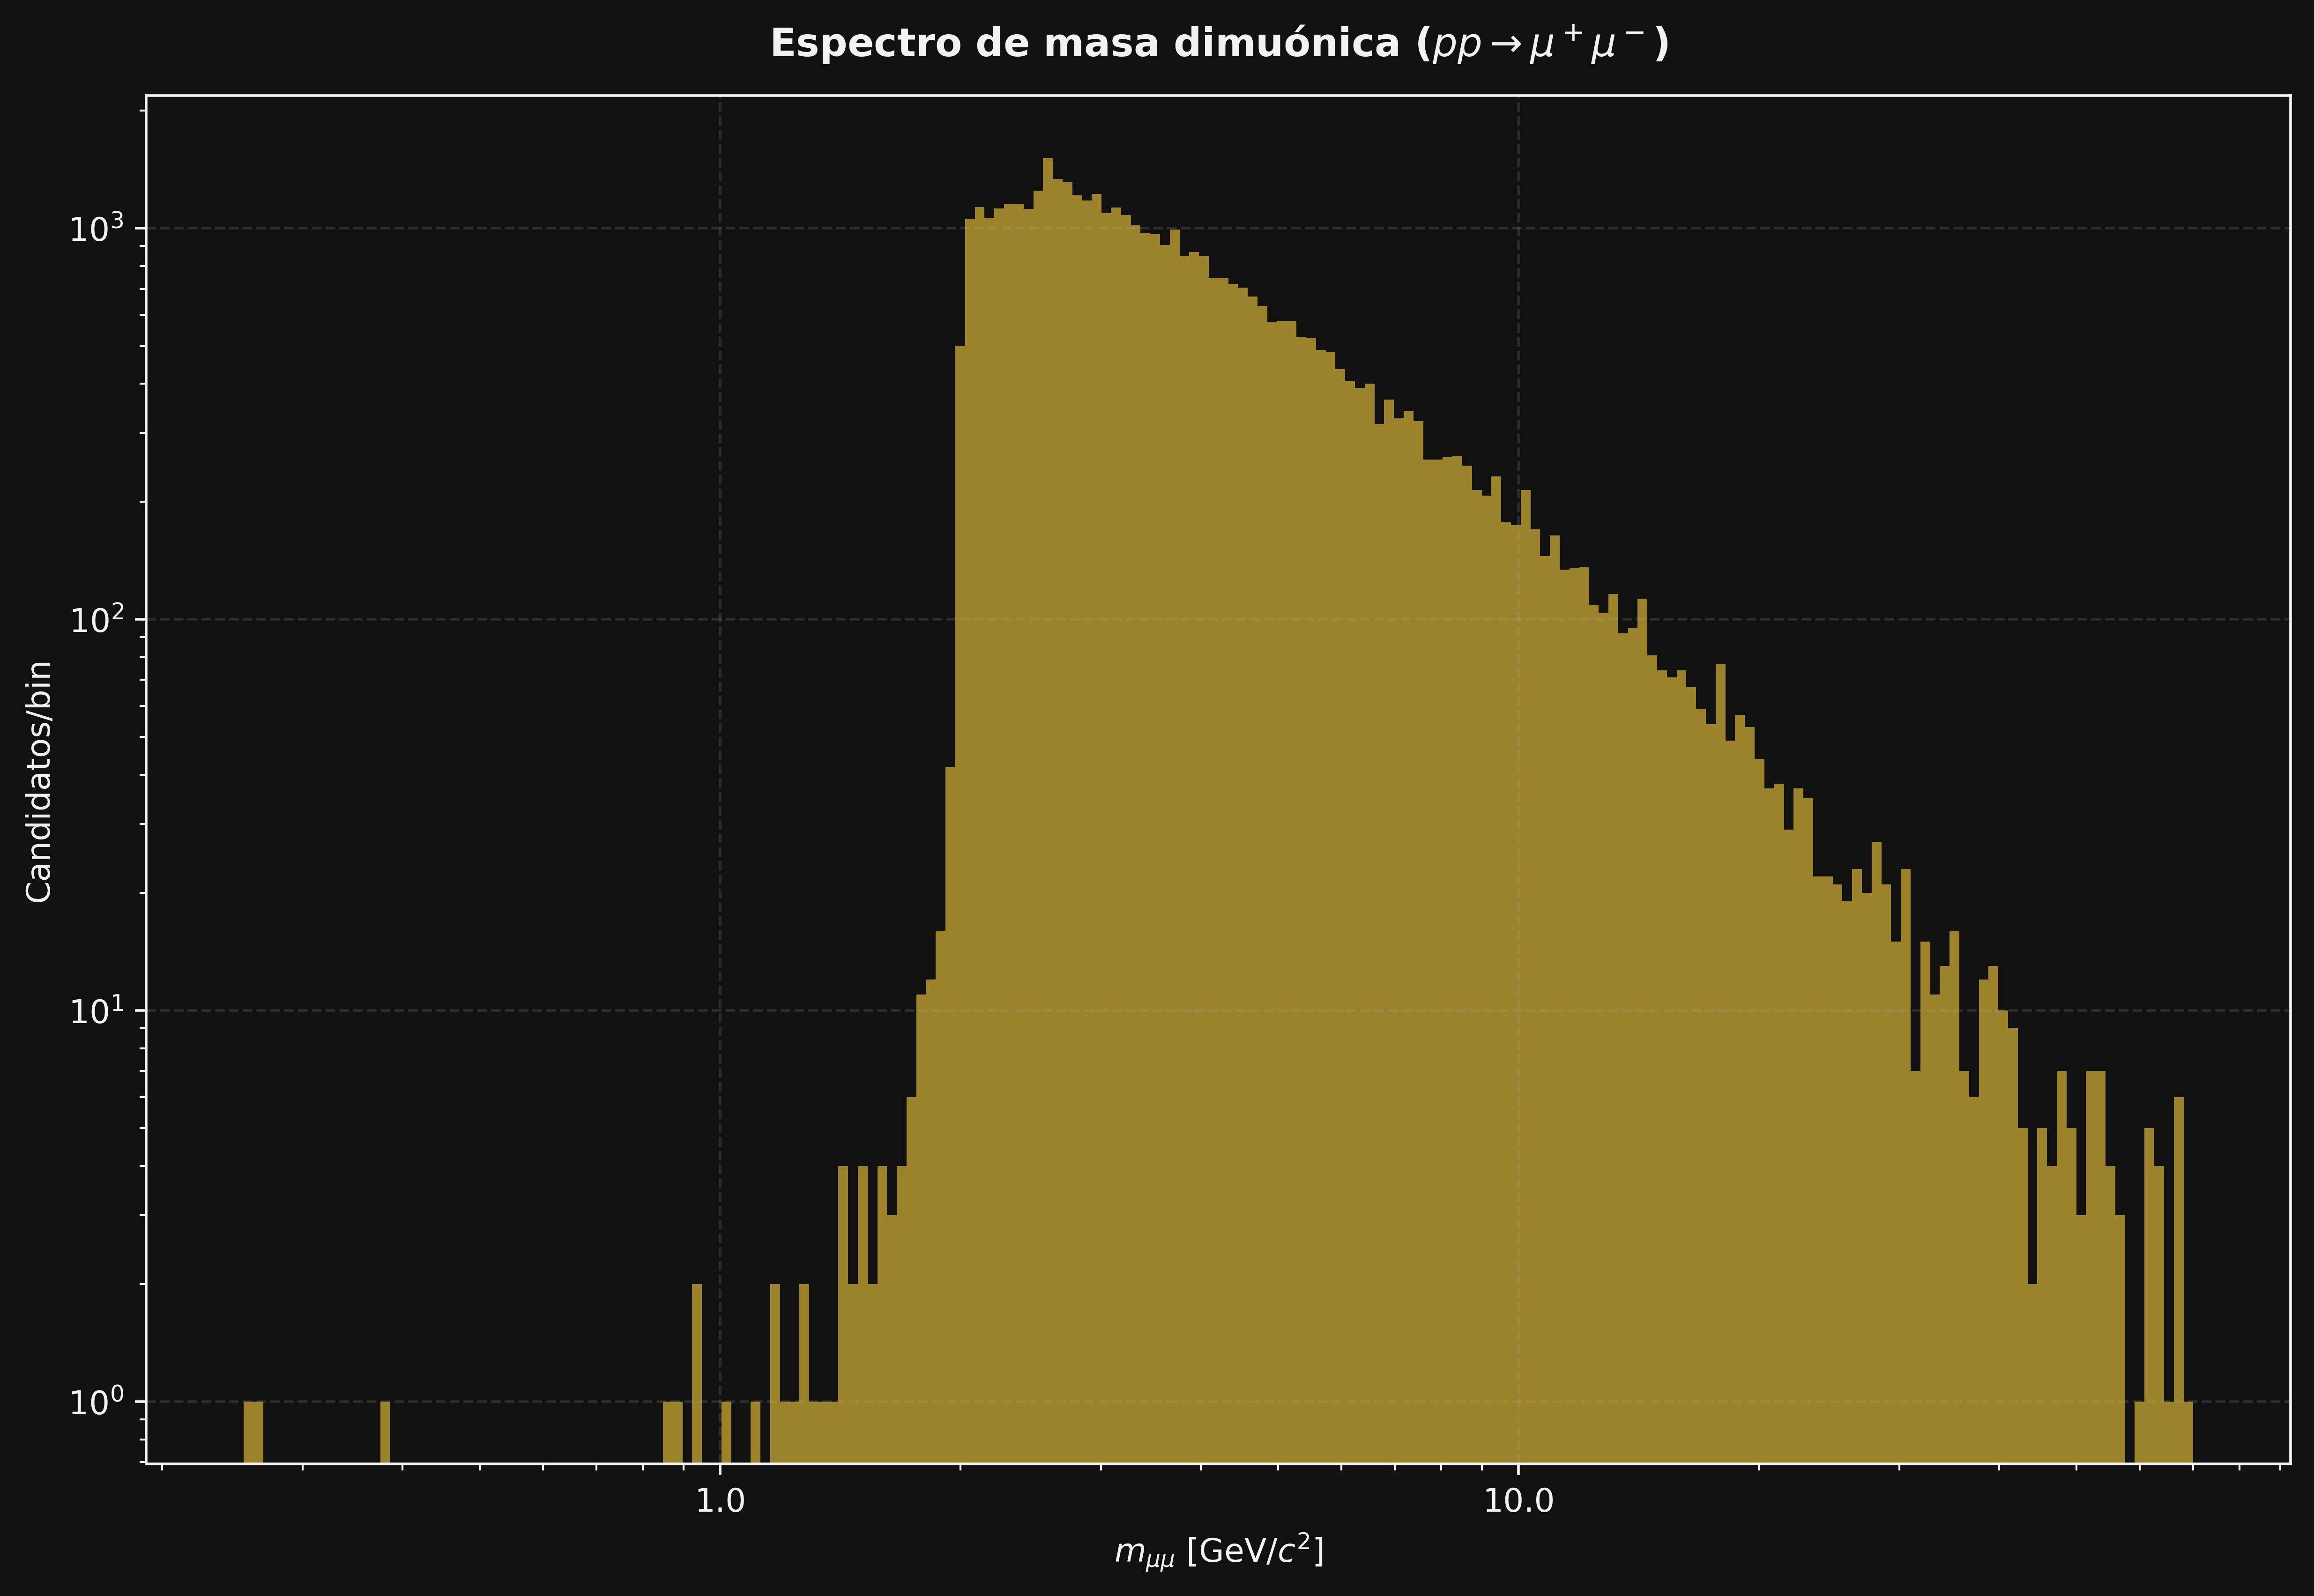 Espectro de masa dimuónica (pp → μ⁺μ⁻)
Candidatos/bin
10³
10²
10¹
10⁰
1.0 10.0
m_μμ [GeV/c²]